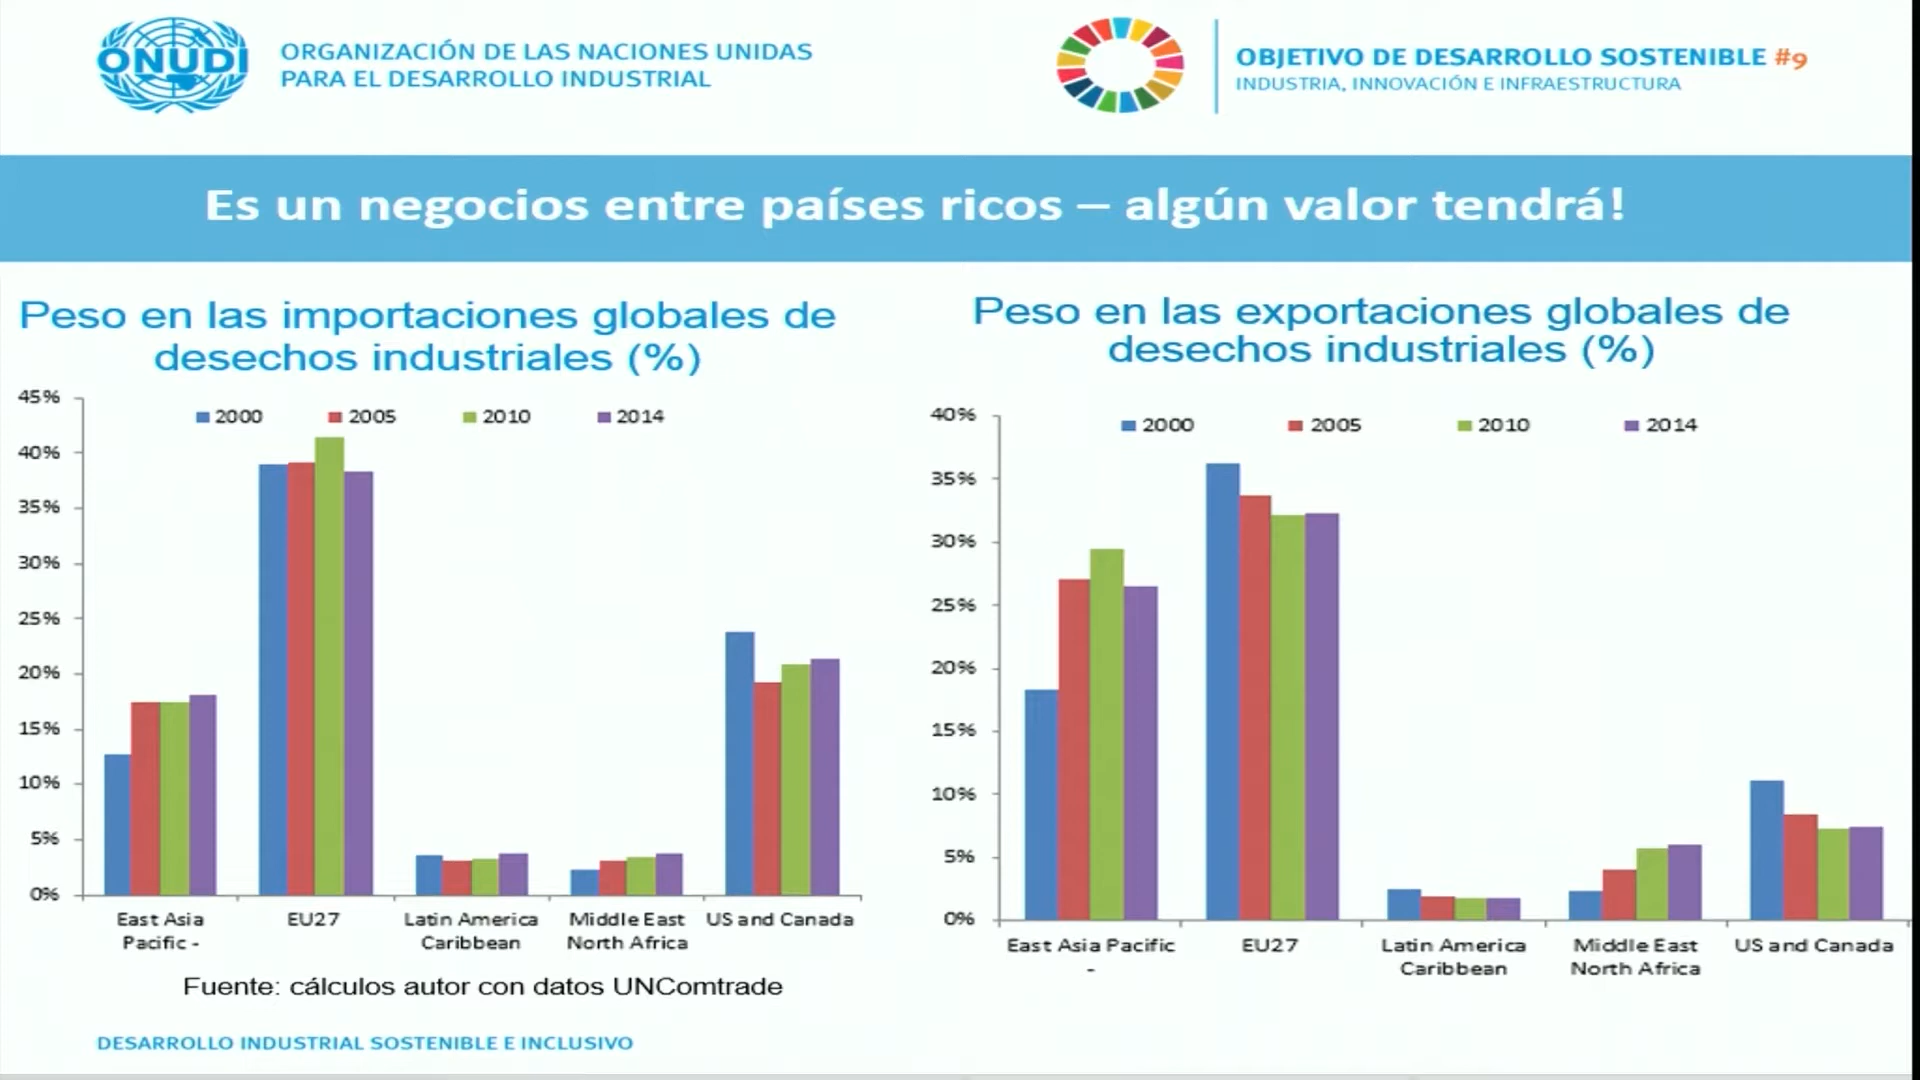 ONUDI
ORGANIZACIÓN DE LAS NACIONES UNIDAS
PARA EL DESARROLLO INDUSTRIAL
OBJETIVO DE DESARROLLO SOSTENIBLE #9
INDUSTRIA, INNOVACIÓN E INFRAESTRUCTURA
Es un negocios entre países ricos – algún valor tendrá!
Peso en las importaciones globales de
desechos industriales (%)
45%
40%
35%
30%
25%
20%
15%
10%
5%
0%
2000 2005 2010 2014
East Asia
Pacific -
EU27
Latin America
Caribbean
Middle East
North Africa
US and Canada
Fuente: cálculos autor con datos UNComtrade
Peso en las exportaciones globales de
desechos industriales (%)
40%
35%
30%
25%
20%
15%
10%
5%
0%
2000 2005 2010 2014
East Asia Pacific
-
EU27
Latin America
Caribbean
Middle East
North Africa
US and Canada
DESARROLLO INDUSTRIAL SOSTENIBLE E INCLUSIVO